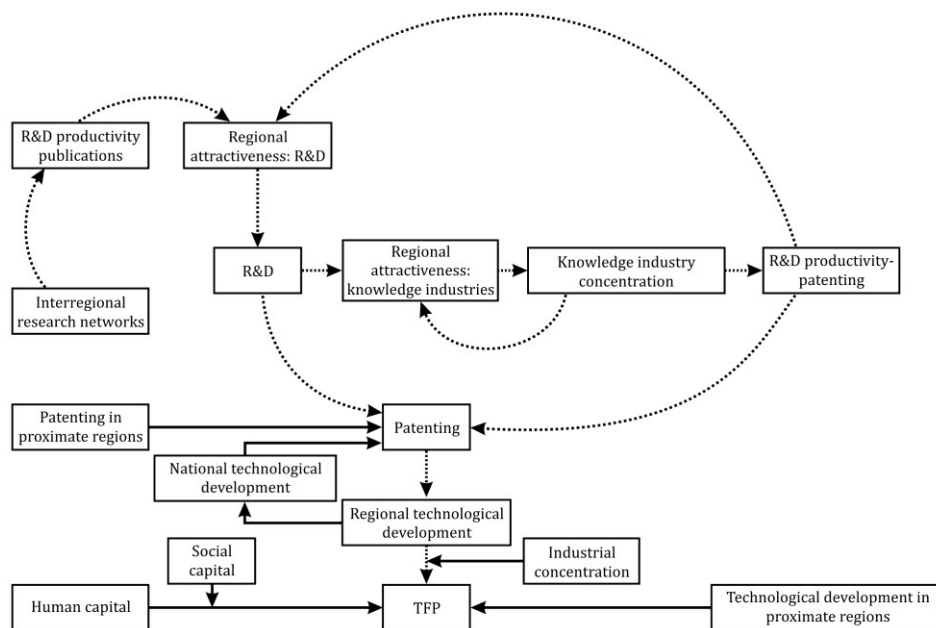 R&D productivity
publications
Regional
attractiveness: R&D
R&D
Regional
attractiveness:
knowledge industries
Knowledge industry
concentration
R&D productivity-
patenting
Interregional
research networks
Patenting in
proximate regions
Patenting
National technological
development
Regional technological
development
Social
capital
Industrial
concentration
Human capital
TFP
Technological development in
proximate regions